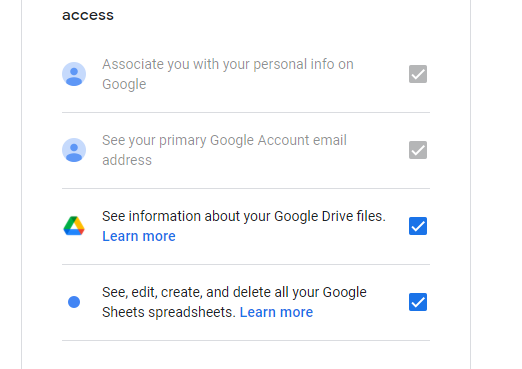 access
Associate you with your personal info on
Google
See your primary Google Account email
address
See information about your Google Drive files.
Learn more
See, edit, create, and delete all your Google
Sheets spreadsheets. Learn more